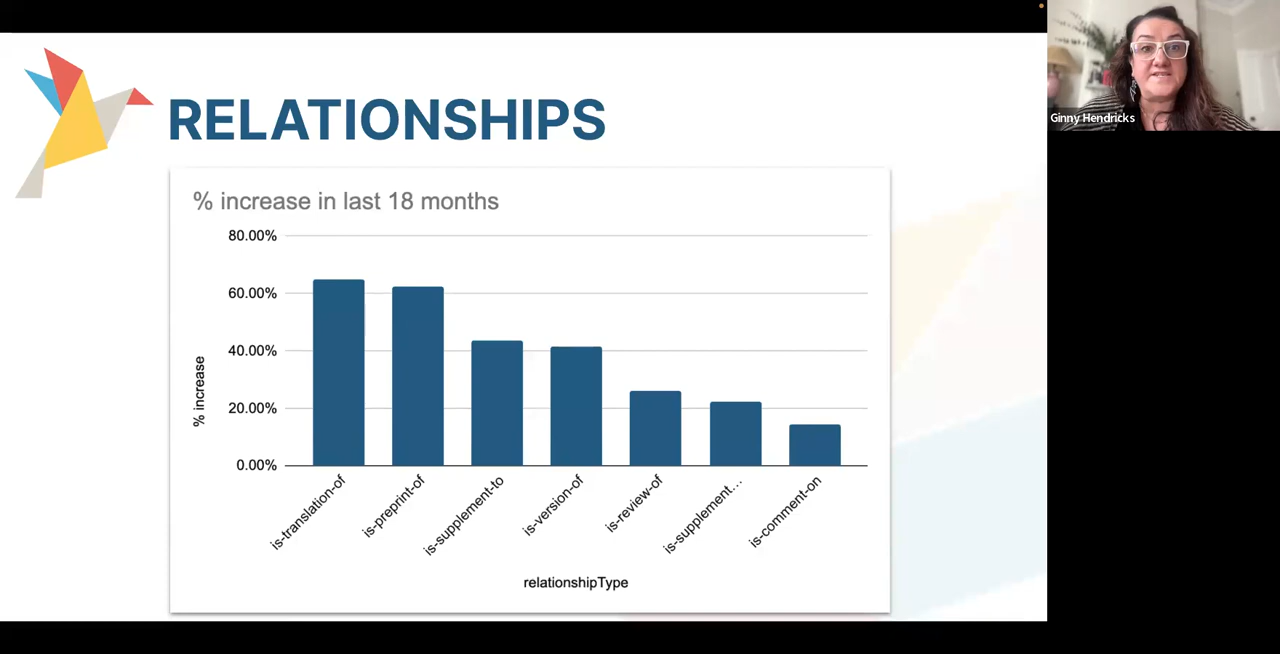 RELATIONSHIPS
Ginny Hendricks
% increase in last 18 months
80.00%
60.00%
40.00%
20.00%
0.00%
% increase
is-translation-of
is-preprint-of
is-supplement-to
is-version-of
is-review-of
is-supplement...
is-comment-on
relationshipType